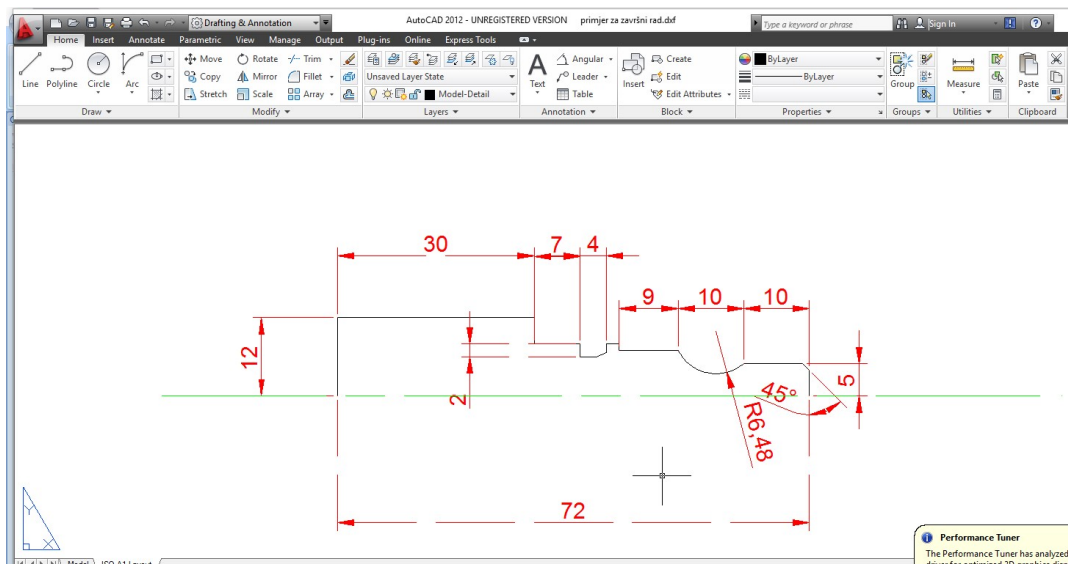 Drafting & Annotation
AutoCAD 2012 - UNREGISTERED VERSION primjer za završni rad.dxf
Type a keyword or phrase
Sign In
Home Insert Annotate Parametric View Manage Output Plug-ins Online Express Tools
Line Polyline Circle Arc
Move Rotate Trim
Copy Mirror Fillet
Stretch Scale Array
Unsaved Layer State
Model-Detail
Text
Angular
Leader
Table
Insert
Create
Edit
Edit Attributes
ByLayer
ByLayer
Group
Measure
Paste
Draw Modify Layers Annotation Block Properties Groups Utilities Clipboard
30 7 4
9 10 10
12
2
5
45°
R6,48
72
Y
X
Model ISO A1 Layout
Performance Tuner
The Performance Tuner has analyzed